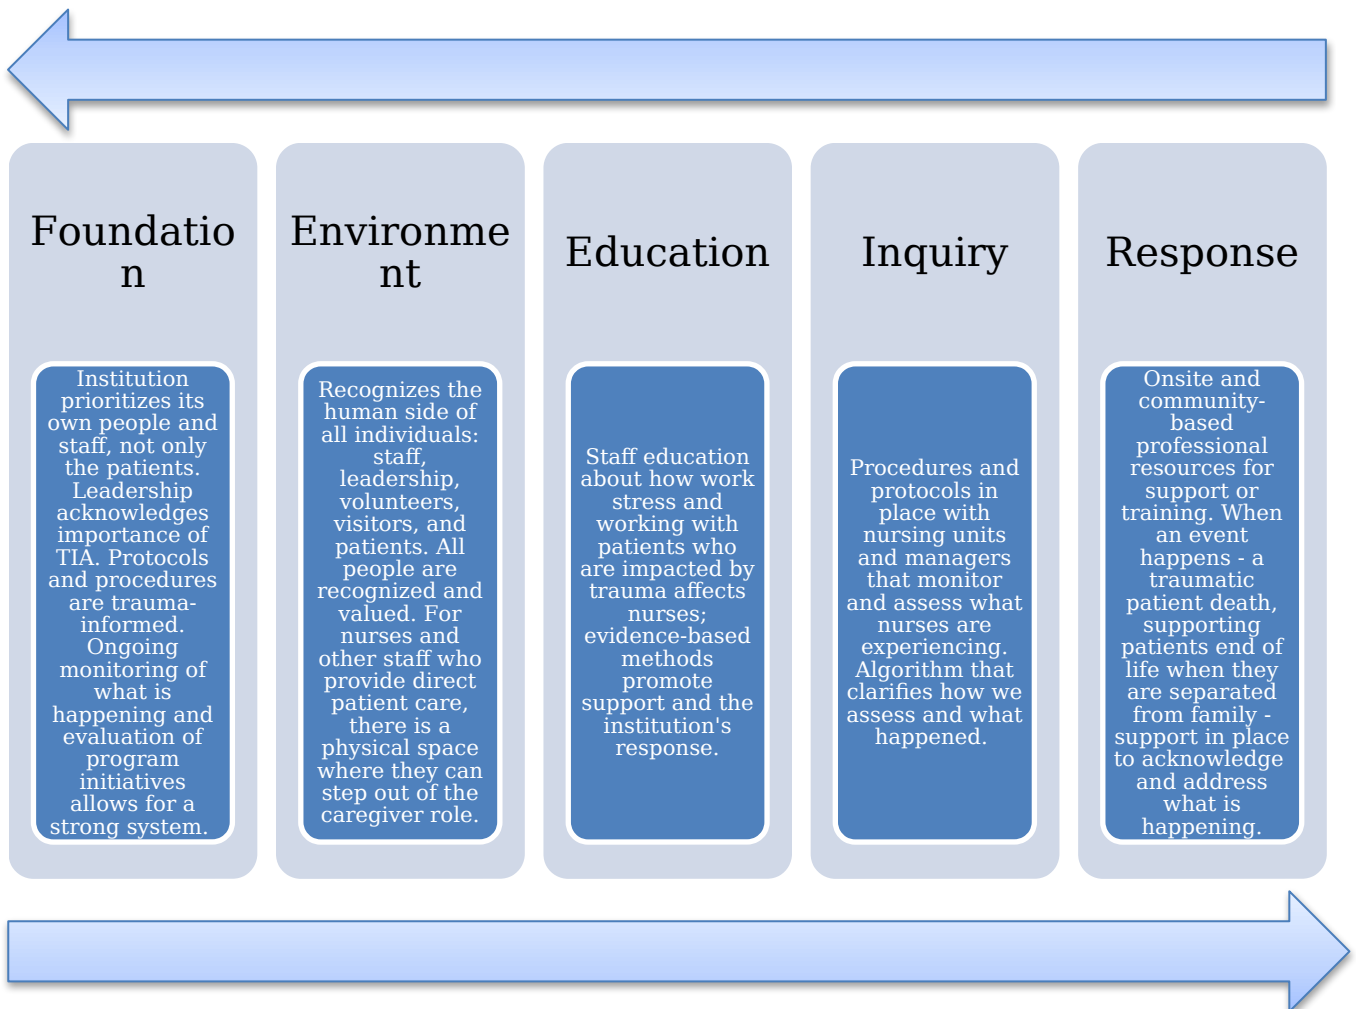 Foundatio
n
Institution
prioritizes its
own people and
staff, not only
the patients.
Leadership
acknowledges
importance of
TIA. Protocols
and procedures
are trauma-
informed.
Ongoing
monitoring of
what is
happening and
evaluation of
program
initiatives
allows for a
strong system.
Environme
nt
Recognizes the
human side of
all individuals:
staff,
leadership,
volunteers,
visitors, and
patients. All
people are
recognized and
valued. For
nurses and
other staff who
provide direct
patient care,
there is a
physical space
where they can
step out of the
caregiver role.
Education
Staff education
about how work
stress and
working with
patients who
are impacted by
trauma affects
nurses;
evidence-based
methods
promote
support and the
institution's
response.
Inquiry
Procedures and
protocols in
place with
nursing units
and managers
that monitor
and assess what
nurses are
experiencing.
Algorithm that
clarifies how we
assess and what
happened.
Response
Onsite and
community-
based
professional
resources for
support or
training. When
an event
happens - a
traumatic
patient death,
supporting
patients end of
life when they
are separated
from family -
support in place
to acknowledge
and address
what is
happening.